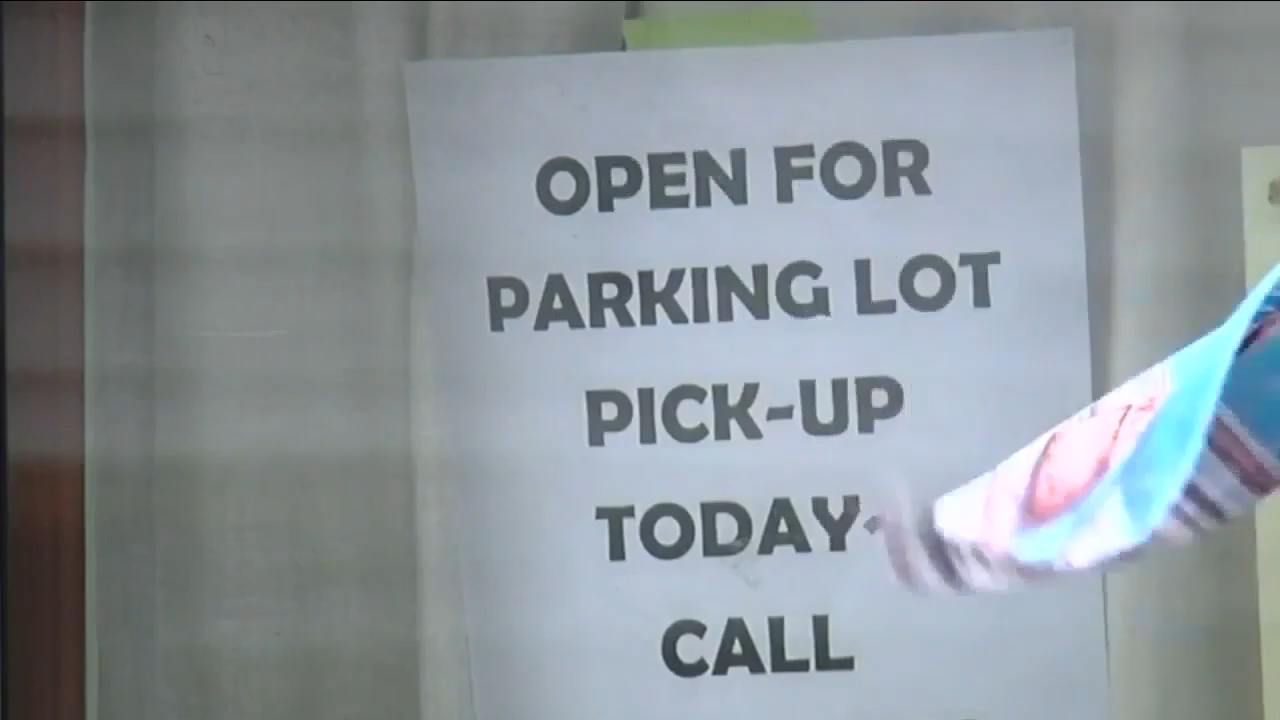 OPEN FOR
PARKING LOT
PICK-UP
TODAY-
CALL